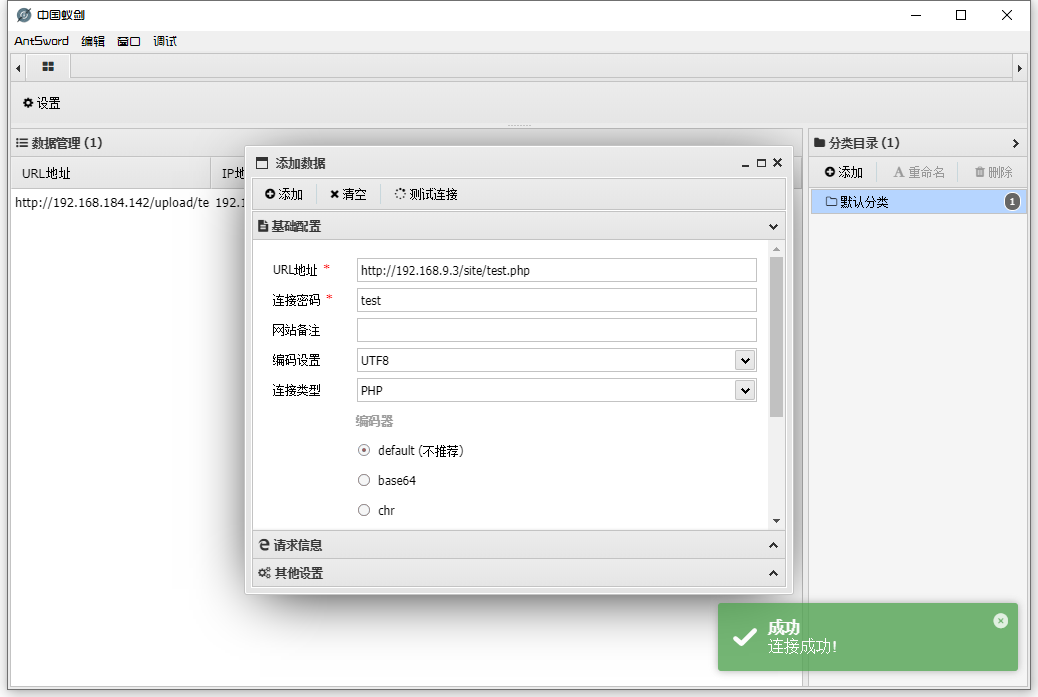 中国蚁剑
AntSword 编辑 窗口 调试
设置
数据管理 (1)
URL地址 IP地
http://192.168.184.142/upload/te 192.1
分类目录 (1)
添加 A 重命名 删除
默认分类 1
添加数据
添加 清空 测试连接
基础配置
URL地址 * http://192.168.9.3/site/test.php
连接密码 * test
网站备注
编码设置 UTF8
连接类型 PHP
编码器
default (不推荐)
base64
chr
请求信息
其他设置
成功
连接成功!